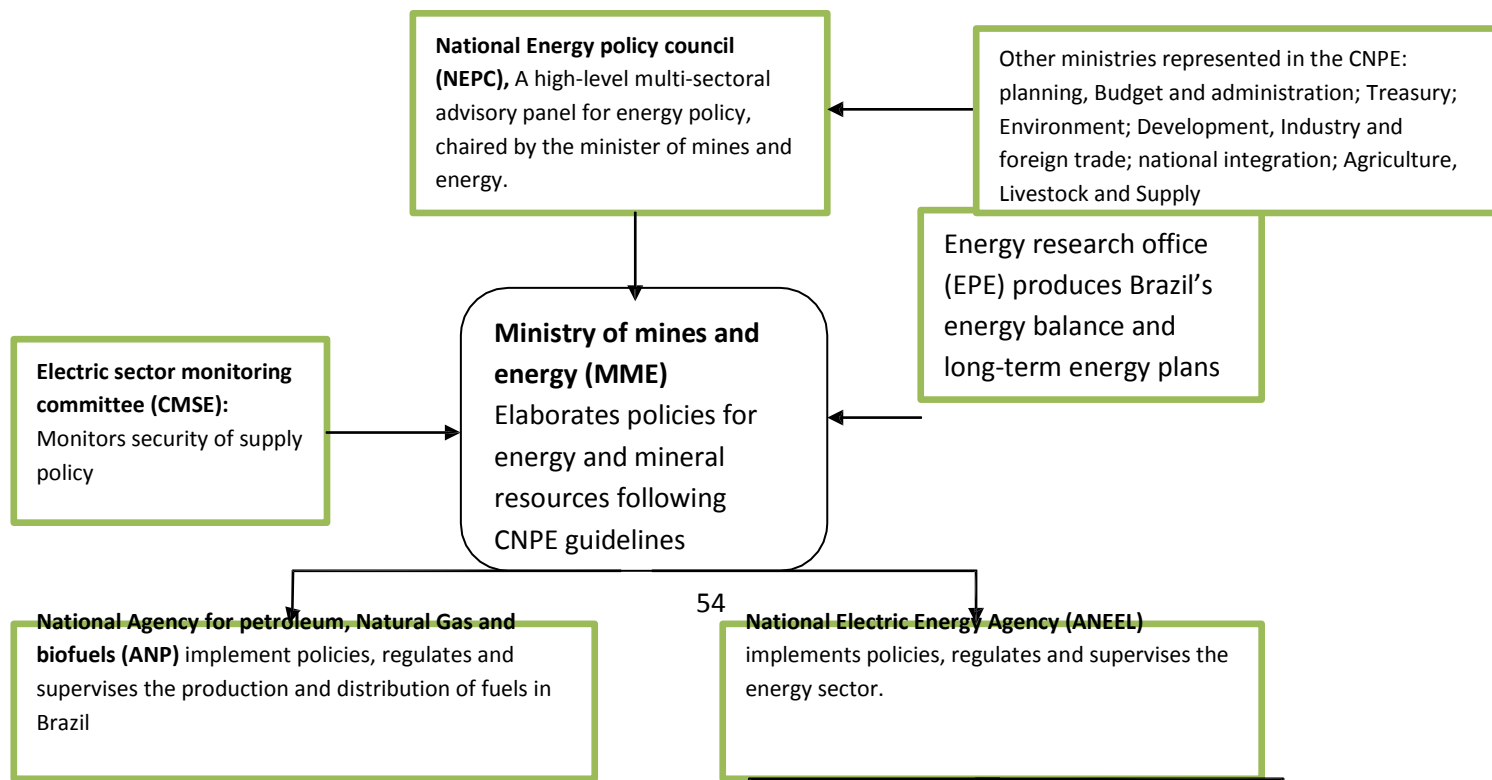 National Energy policy council
(NEPC), A high-level multi-sectoral
advisory panel for energy policy,
chaired by the minister of mines and
energy.
Other ministries represented in the CNPE:
planning, Budget and administration; Treasury;
Environment; Development, Industry and
foreign trade; national integration; Agriculture,
Livestock and Supply
Energy research office
(EPE) produces Brazil’s
energy balance and
long-term energy plans
Ministry of mines and
energy (MME)
Elaborates policies for
energy and mineral
resources following
CNPE guidelines
Electric sector monitoring
committee (CMSE):
Monitors security of supply
policy
54
National Agency for petroleum, Natural Gas and
biofuels (ANP) implement policies, regulates and
supervises the production and distribution of fuels in
Brazil
National Electric Energy Agency (ANEEL)
implements policies, regulates and supervises the
energy sector.